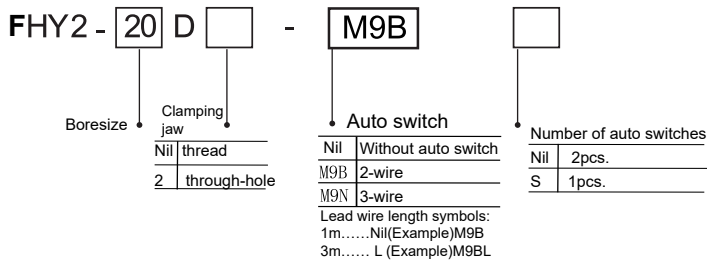 FHY2 - 20 D - M9B
Boresize
Clamping
jaw
Nil thread
2 through-hole
Auto switch
Nil Without auto switch
M9B 2-wire
M9N 3-wire
Lead wire length symbols:
1m......Nil(Example)M9B
3m...... L (Example)M9BL
Number of auto switches
Nil 2pcs.
S 1pcs.